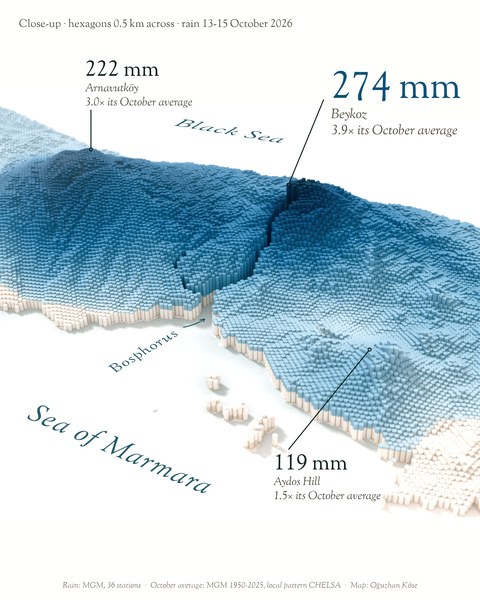 Close-up · hexagons 0.5 km across · rain 13-15 October 2026
222 mm
Arnavutköy
3.0× its October average
274 mm
Beykoz
3.9× its October average
Black Sea
Bosphorus
Sea of Marmara
119 mm
Aydos Hill
1.5× its October average
Rain: MGM, 36 stations · October average: MGM 1950-2025, local pattern CHELSA · Map: Oğuzhan Köse